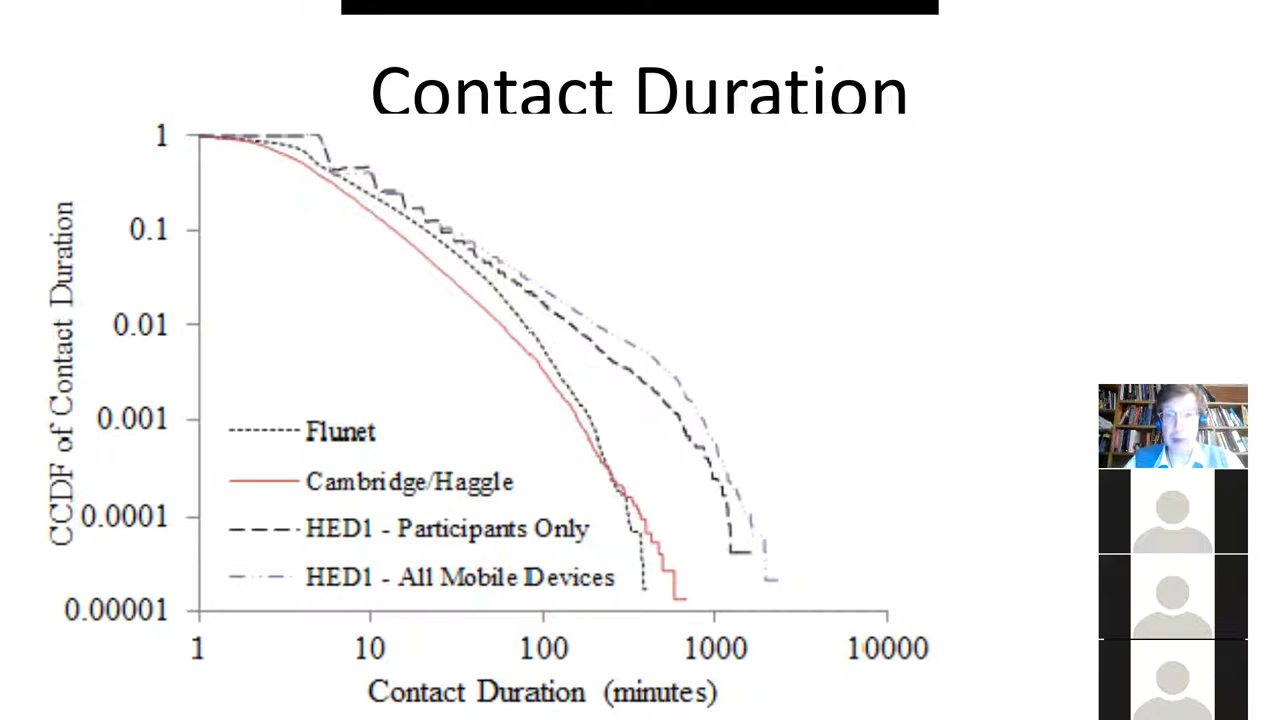 Contact Duration
1
0.1
0.01
0.001
0.0001
0.00001
CCDF of Contact Duration
Flunet
Cambridge/Haggle
HED1 - Participants Only
HED1 - All Mobile Devices
1 10 100 1000 10000
Contact Duration (minutes)